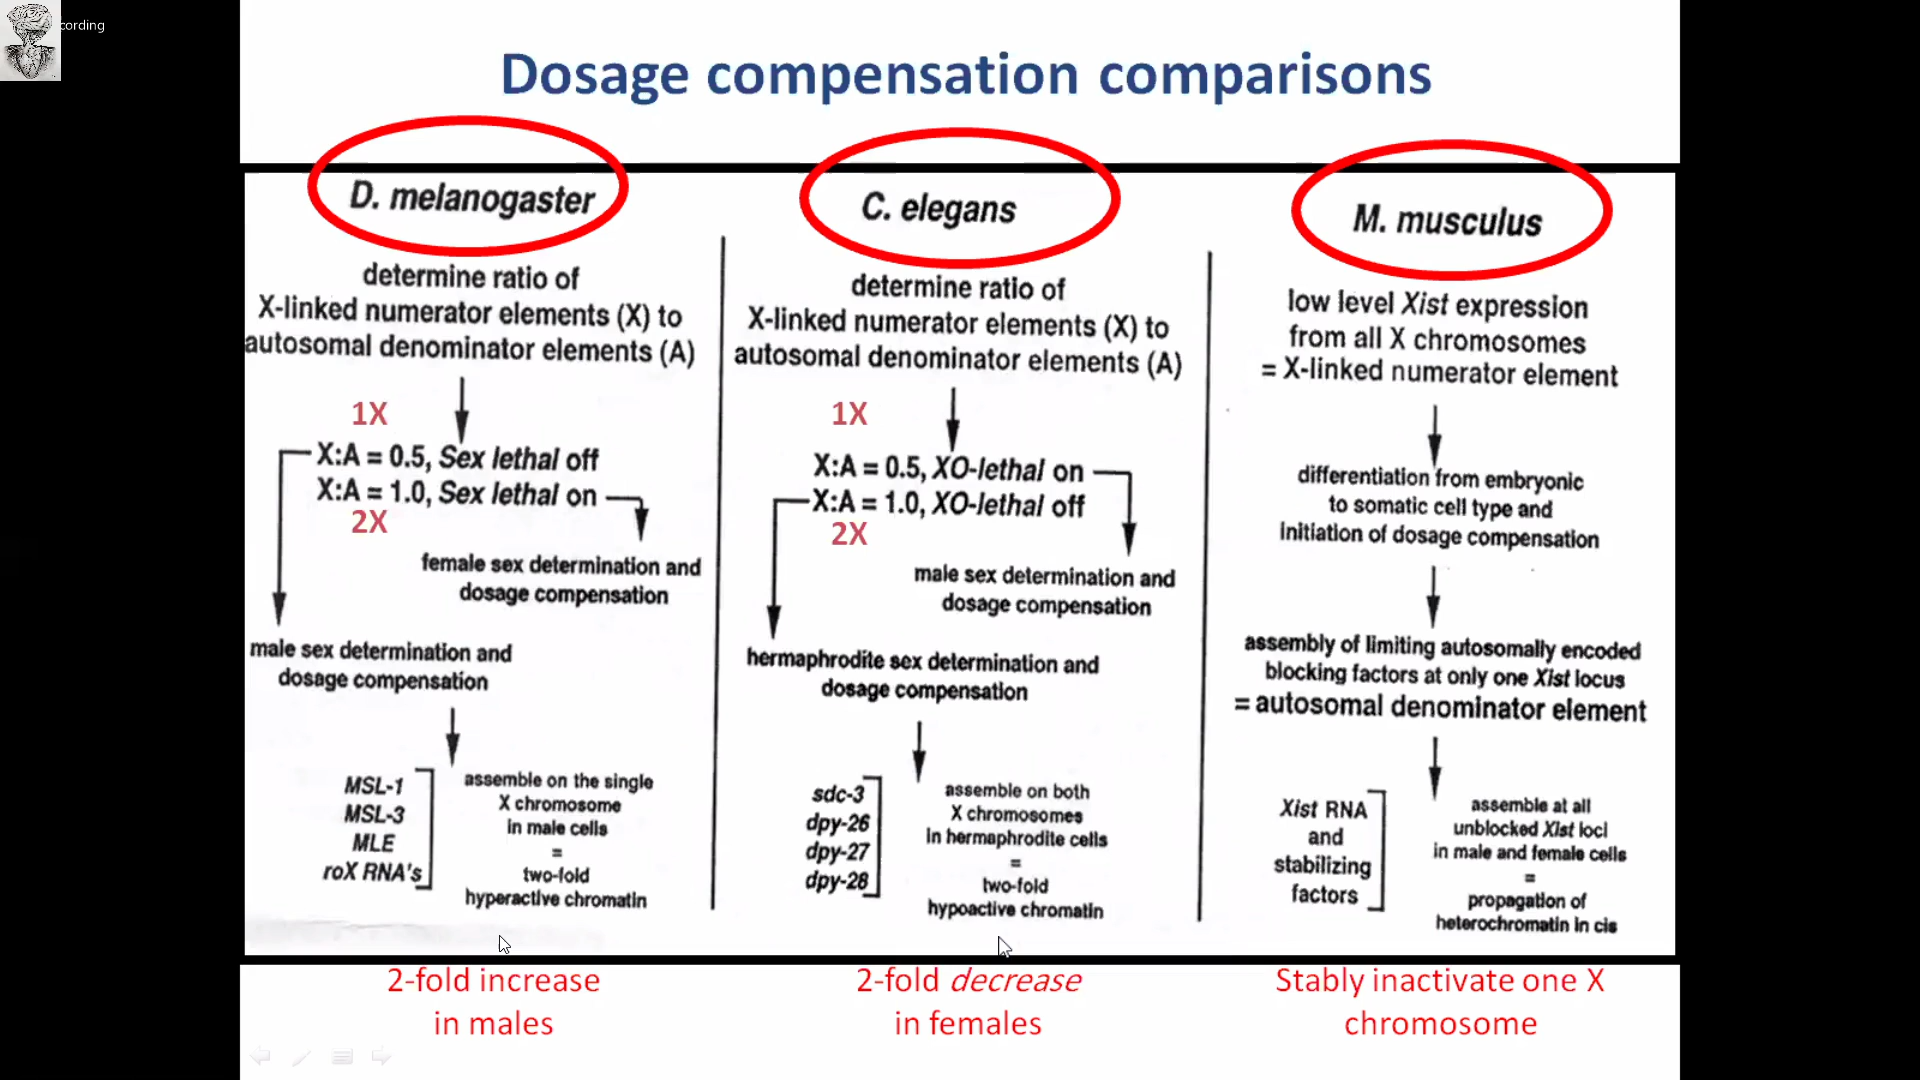 cording
Dosage compensation comparisons
D. melanogaster
determine ratio of
X-linked numerator elements (X) to
autosomal denominator elements (A)
1X
X:A = 0.5, Sex lethal off
X:A = 1.0, Sex lethal on
2X
female sex determination and
dosage compensation
male sex determination and
dosage compensation
MSL-1
MSL-3
MLE
roX RNA's
assemble on the single
X chromosome
in male cells
=
two-fold
hyperactive chromatin
2-fold increase
in males
C. elegans
determine ratio of
X-linked numerator elements (X) to
autosomal denominator elements (A)
1X
X:A = 0.5, XO-lethal on
X:A = 1.0, XO-lethal off
2X
male sex determination and
dosage compensation
hermaphrodite sex determination and
dosage compensation
sdc-3
dpy-26
dpy-27
dpy-28
assemble on both
X chromosomes
in hermaphrodite cells
=
two-fold
hypoactive chromatin
2-fold decrease
in females
M. musculus
low level Xist expression
from all X chromosomes
= X-linked numerator element
differentiation from embryonic
to somatic cell type and
initiation of dosage compensation
assembly of limiting autosomally encoded
blocking factors at only one Xist locus
= autosomal denominator element
Xist RNA
and
stabilizing
factors
assemble at all
unblocked Xist loci
in male and female cells
=
propagation of
heterochromatin in cis
Stably inactivate one X
chromosome